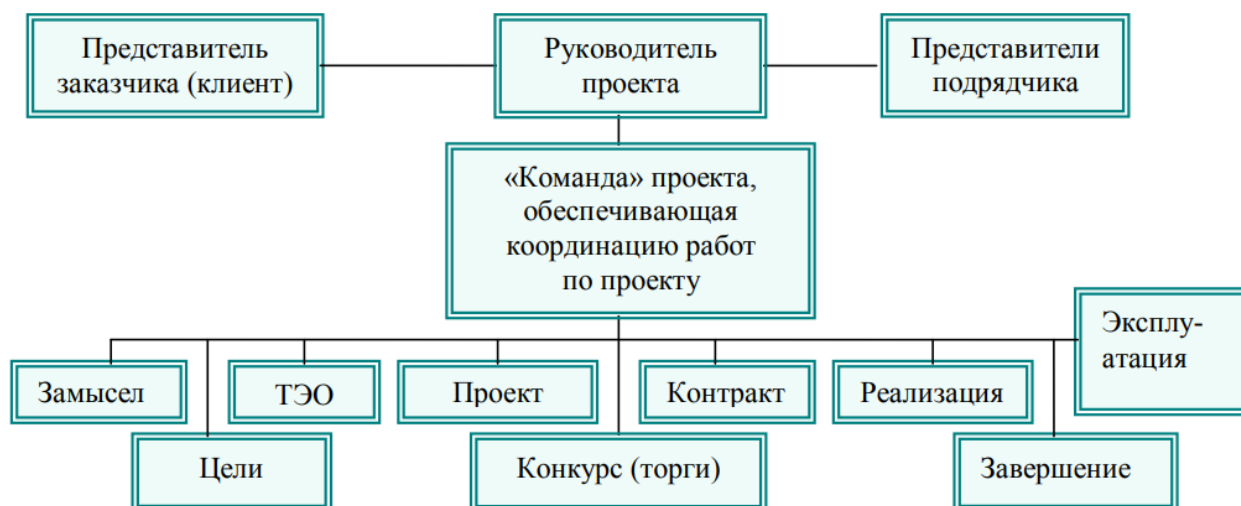 Представитель
заказчика (клиент)
Руководитель
проекта
Представители
подрядчика
«Команда» проекта,
обеспечивающая
координацию работ
по проекту
Эксплу-
атация
Замысел
ТЭО
Проект
Контракт
Реализация
Цели
Конкурс (торги)
Завершение